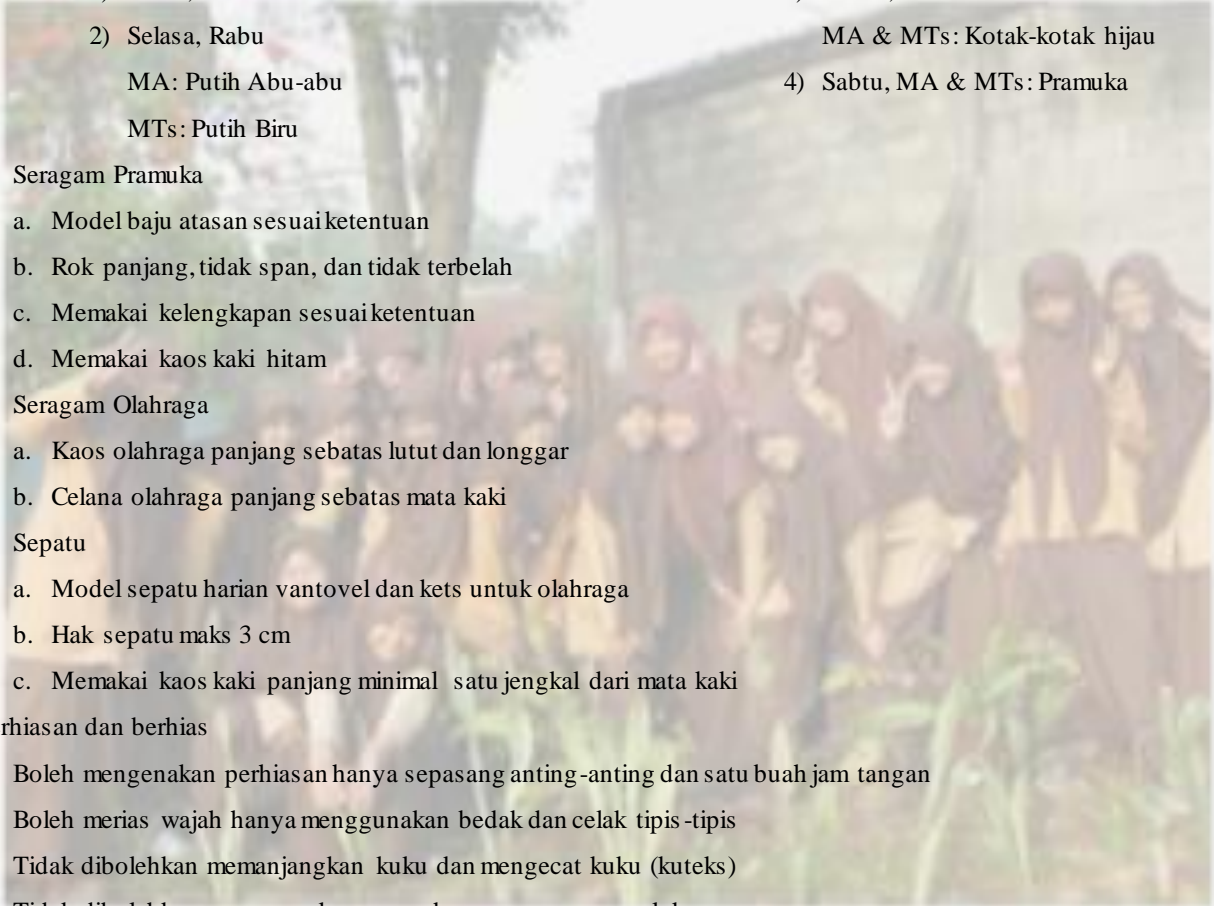 2) Selasa, Rabu
MA: Putih Abu-abu
MTs: Putih Biru
MA & MTs: Kotak-kotak hijau
4) Sabtu, MA & MTs: Pramuka
Seragam Pramuka
a. Model baju atasan sesuai ketentuan
b. Rok panjang, tidak span, dan tidak terbelah
c. Memakai kelengkapan sesuai ketentuan
d. Memakai kaos kaki hitam
Seragam Olahraga
a. Kaos olahraga panjang sebatas lutut dan longgar
b. Celana olahraga panjang sebatas mata kaki
Sepatu
a. Model sepatu harian vantovel dan kets untuk olahraga
b. Hak sepatu maks 3 cm
c. Memakai kaos kaki panjang minimal satu jengkal dari mata kaki
rhiasan dan berhias
Boleh mengenakan perhiasan hanya sepasang anting-anting dan satu buah jam tangan
Boleh merias wajah hanya menggunakan bedak dan celak tipis-tipis
Tidak dibolehkan memanjangkan kuku dan mengecat kuku (kuteks)